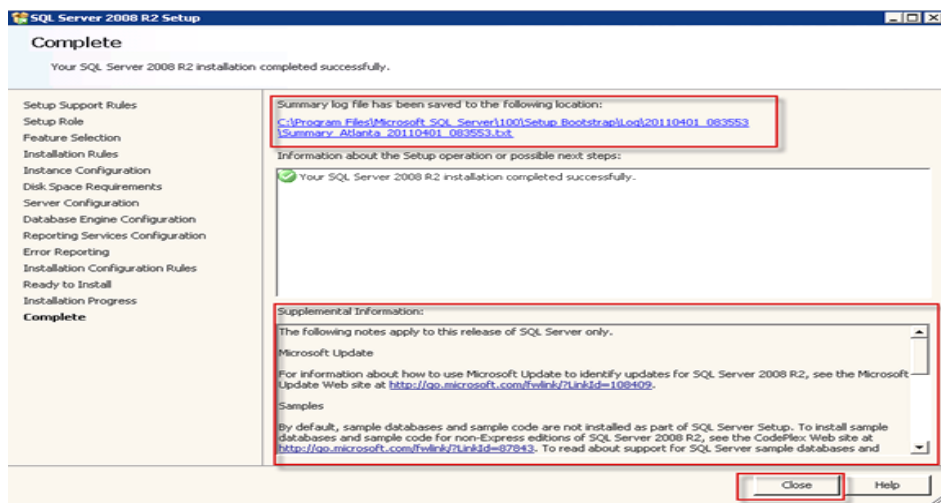 SQL Server 2008 R2 Setup
Complete
Your SQL Server 2008 R2 installation completed successfully.
Setup Support Rules
Setup Role
Feature Selection
Installation Rules
Instance Configuration
Disk Space Requirements
Server Configuration
Database Engine Configuration
Reporting Services Configuration
Error Reporting
Installation Configuration Rules
Ready to Install
Installation Progress
Complete
Summary log file has been saved to the following location:
C:\Program Files\Microsoft SQL Server\100\Setup Bootstrap\Log\20110401_083553
\Summary_Atlanta_20110401_083553.txt
Information about the Setup operation or possible next steps:
Your SQL Server 2008 R2 installation completed successfully.
Supplemental Information:
The following notes apply to this release of SQL Server only.
Microsoft Update
For information about how to use Microsoft Update to identify updates for SQL Server 2008 R2, see the Microsoft
Update Web site at http://go.microsoft.com/fwlink/?LinkId=108409.
Samples
By default, sample databases and sample code are not installed as part of SQL Server Setup. To install sample
databases and sample code for non-Express editions of SQL Server 2008 R2, see the CodePlex Web site at
http://go.microsoft.com/fwlink/?LinkId=87843. To read about support for SQL Server sample databases and
Close
Help